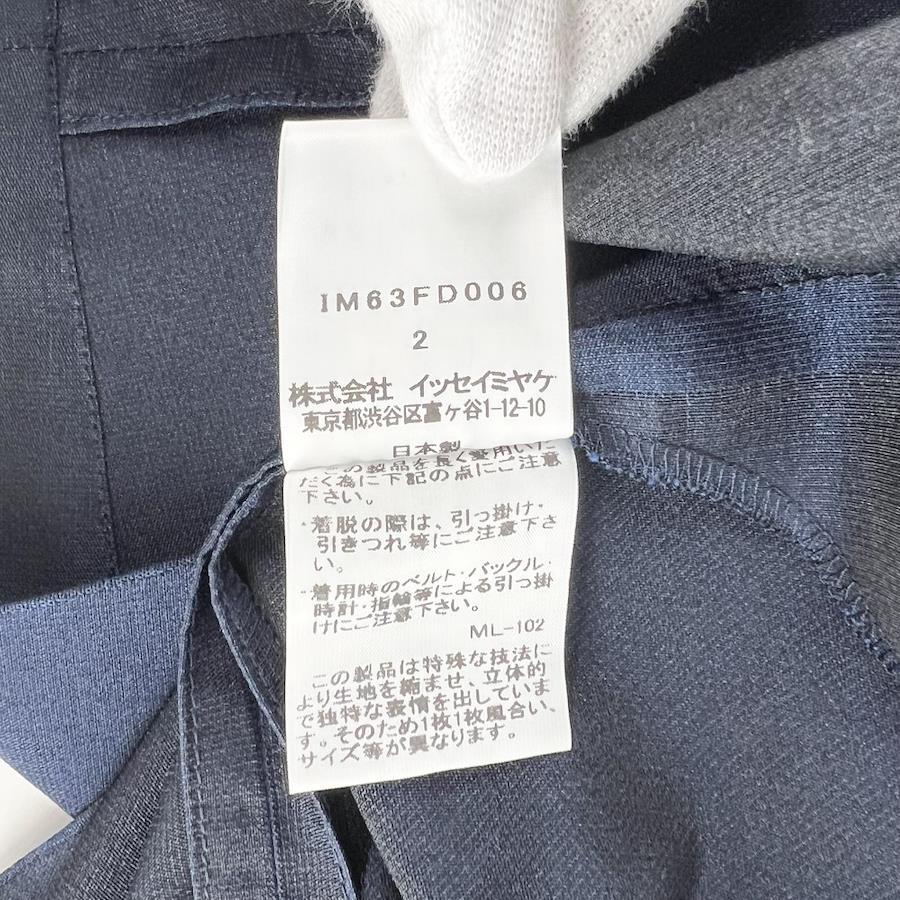 IM63FD006
2
株式会社 イッセイミヤケ
東京都渋谷区富ヶ谷1-12-10
日本製
この製品を長く愛用いた
だく為に下記の点にご注意
下さい。
・着脱の際は、引っ掛け・
引きつれ等にご注意下さ
い。
・着用時のベルト・バックル・
時計・指輪等による引っ掛
けにご注意下さい。
ML-102
この製品は特殊な技法に
より生地を縮ませ、立体的
で独特な表情を出していま
す。そのため1枚1枚風合い、
サイズ等が異なります。